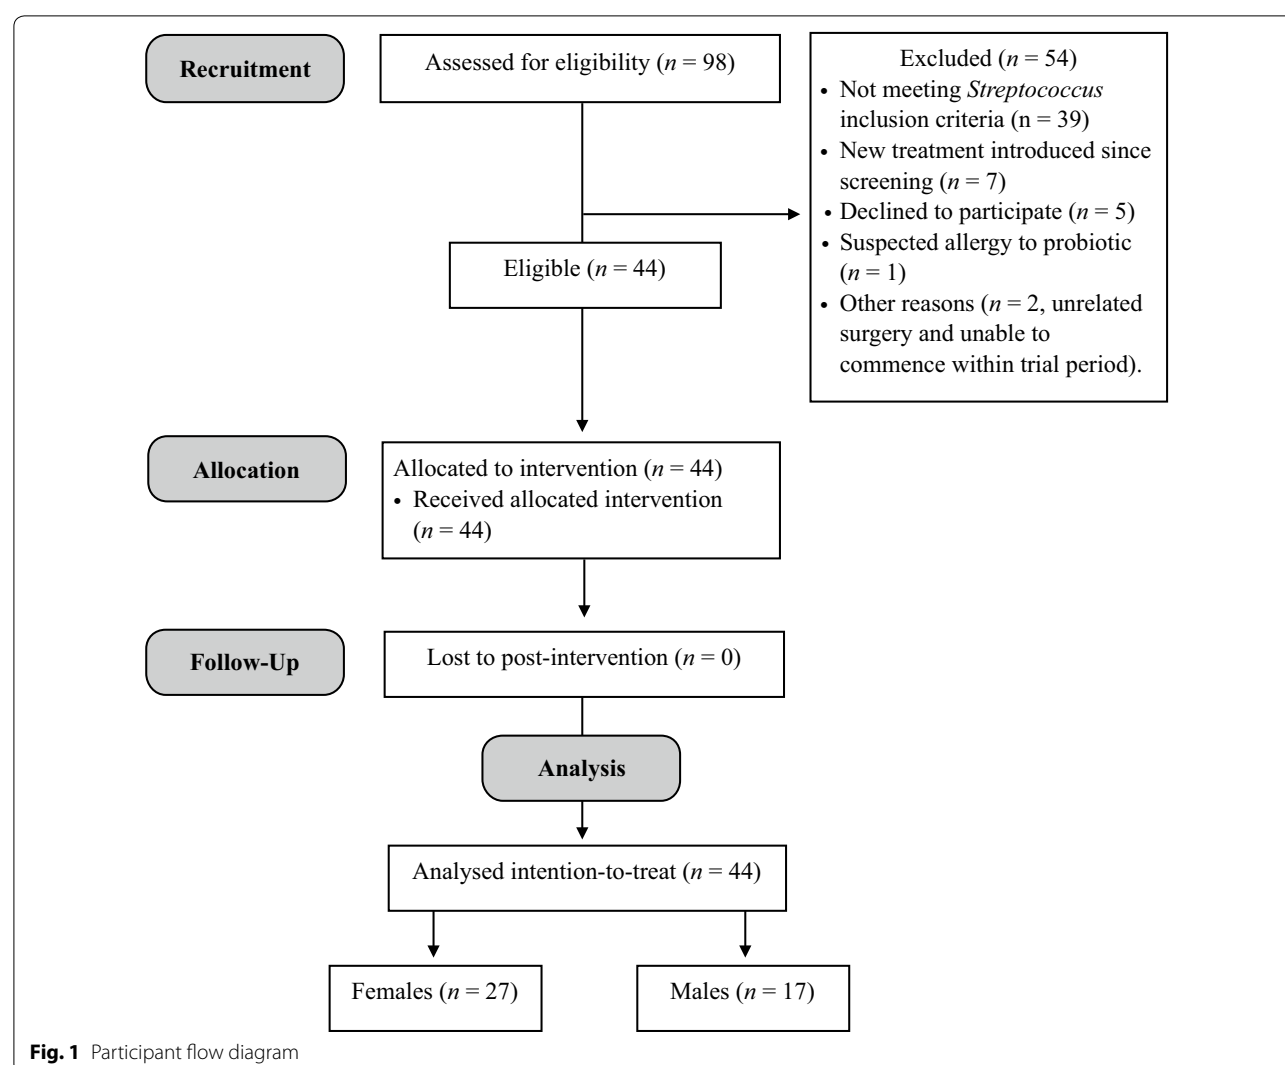 Recruitment
Assessed for eligibility (n = 98)
Excluded (n = 54)
• Not meeting Streptococcus
inclusion criteria (n = 39)
• New treatment introduced since
screening (n = 7)
• Declined to participate (n = 5)
• Suspected allergy to probiotic
(n = 1)
• Other reasons (n = 2, unrelated
surgery and unable to
commence within trial period).
Eligible (n = 44)
Allocation
Allocated to intervention (n = 44)
• Received allocated intervention
(n = 44)
Follow-Up
Lost to post-intervention (n = 0)
Analysis
Analysed intention-to-treat (n = 44)
Females (n = 27)
Males (n = 17)
Fig. 1 Participant flow diagram